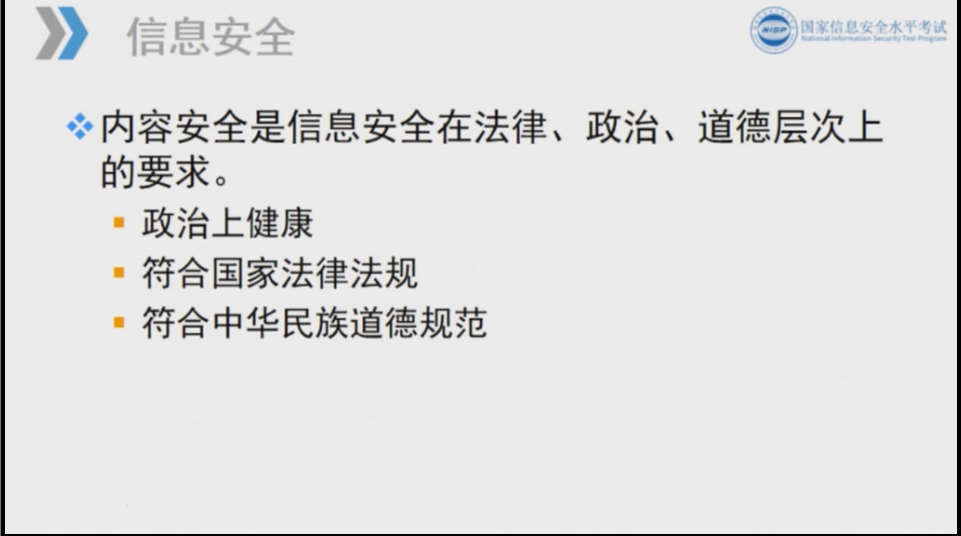 信息安全
国家信息安全水平考试
National Information Security Test Program
NISP
内容安全是信息安全在法律、政治、道德层次上
的要求。
政治上健康
符合国家法律法规
符合中华民族道德规范